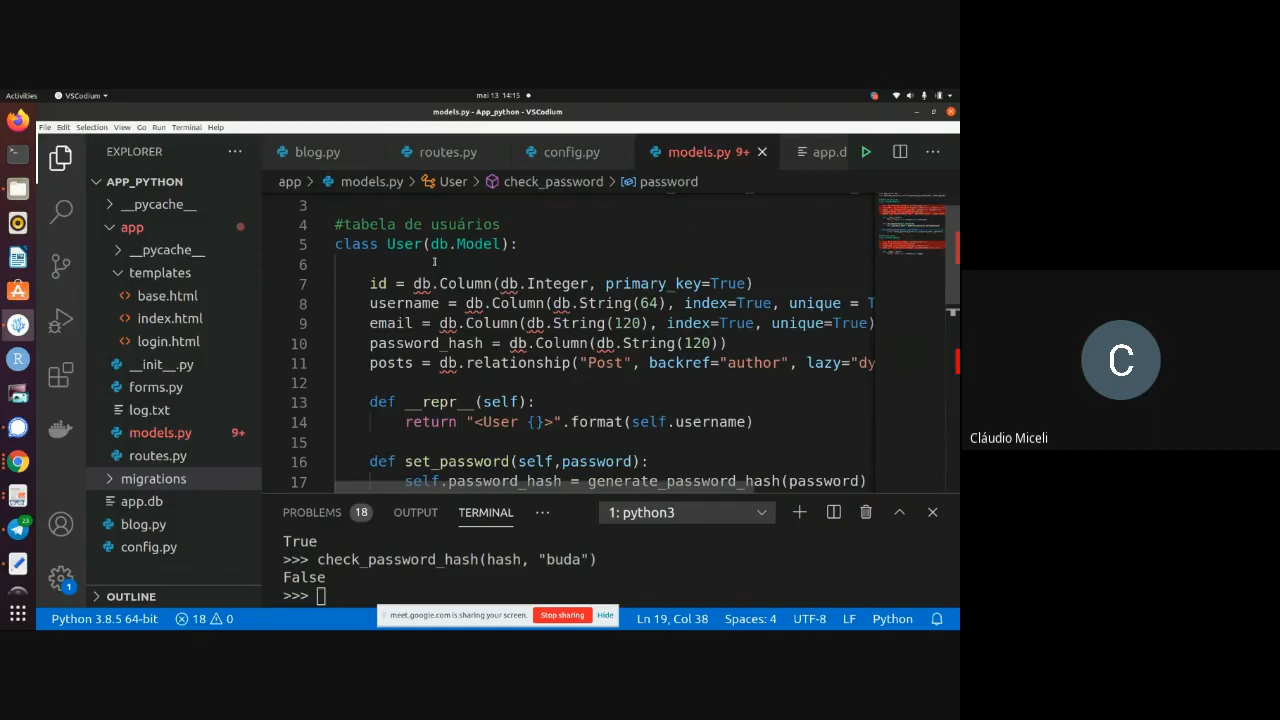 Activities VSCodium mai 13 14:15
models.py - App_python - VSCodium
File Edit Selection View Go Run Terminal Help
EXPLORER
blog.py routes.py config.py models.py 9+ app.d
APP_PYTHON
app models.py User check_password password
__pycache__
app
__pycache__
templates
base.html
index.html
login.html
__init__.py
forms.py
log.txt
models.py 9+
routes.py
migrations
app.db
blog.py
config.py
OUTLINE
3
4 #tabela de usuários
5 class User(db.Model):
6
7 id = db.Column(db.Integer, primary_key=True)
8 username = db.Column(db.String(64), index=True, unique = T
9 email = db.Column(db.String(120), index=True, unique=True)
10 password_hash = db.Column(db.String(120))
11 posts = db.relationship("Post", backref="author", lazy="dy
12
13 def __repr__(self):
14 return "<User {}>".format(self.username)
15
16 def set_password(self,password):
17 self.password_hash = generate_password_hash(password)
PROBLEMS 18 OUTPUT TERMINAL 1: python3
True
>>> check_password_hash(hash, "buda")
False
>>>
meet.google.com is sharing your screen. Stop sharing Hide
Python 3.8.5 64-bit 18 0 Ln 19, Col 38 Spaces: 4 UTF-8 LF Python
1
23
C
Cláudio Miceli